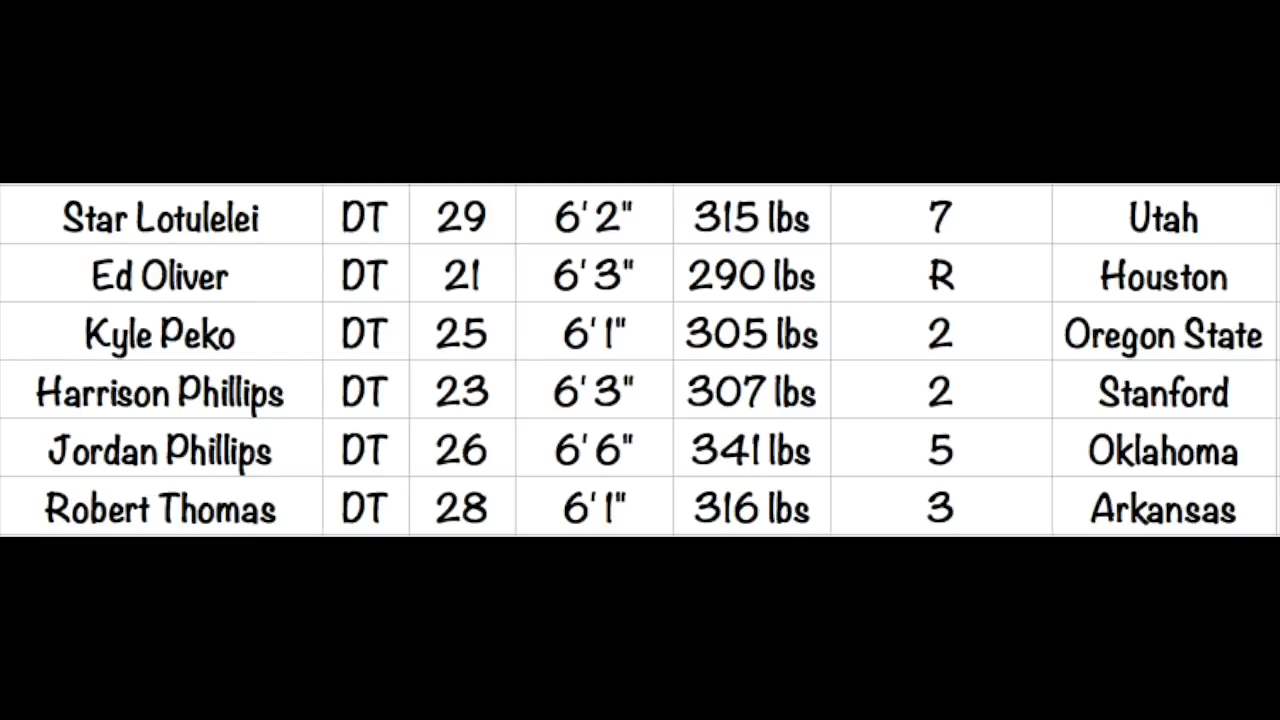 Star Lotulelei DT 29 6'2" 315 lbs 7 Utah
Ed Oliver DT 21 6'3" 290 lbs R Houston
Kyle Peko DT 25 6'1" 305 lbs 2 Oregon State
Harrison Phillips DT 23 6'3" 307 lbs 2 Stanford
Jordan Phillips DT 26 6'6" 341 lbs 5 Oklahoma
Robert Thomas DT 28 6'1" 316 lbs 3 Arkansas